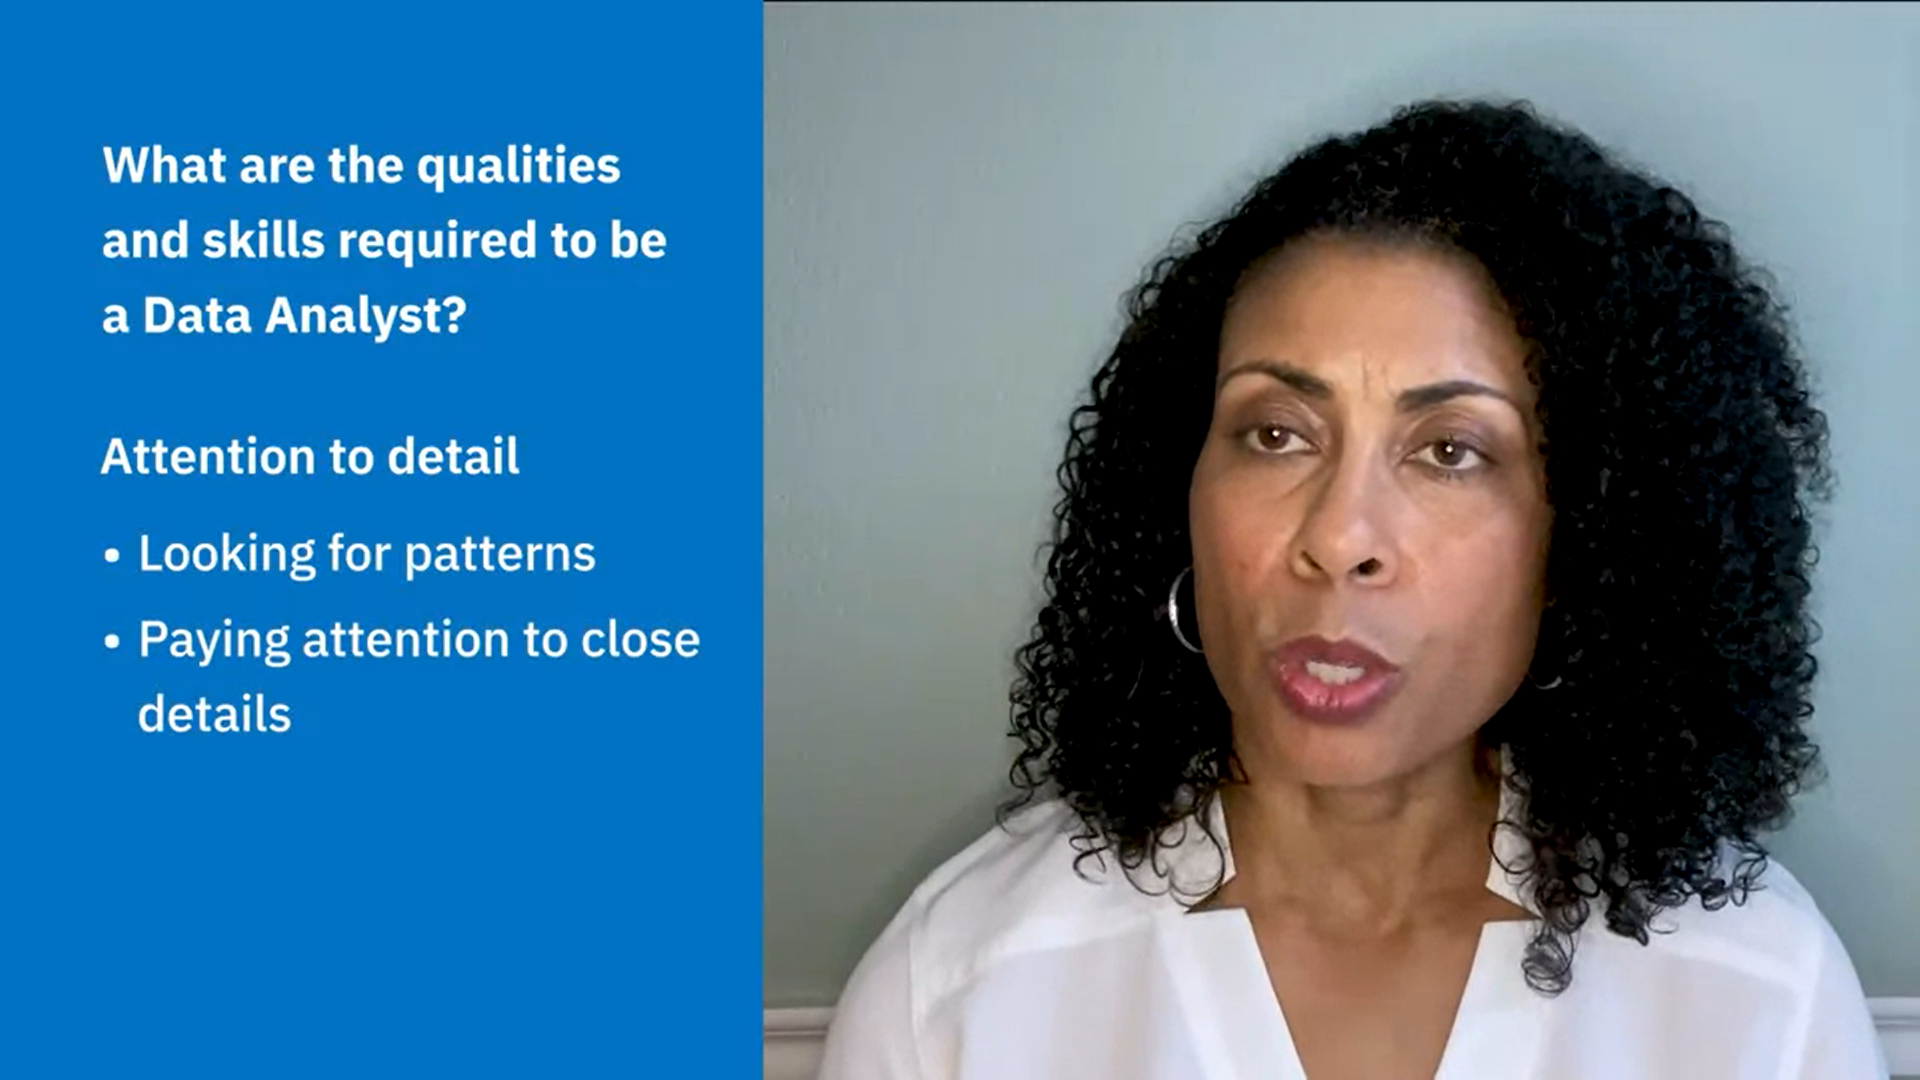 What are the qualities
and skills required to be
a Data Analyst?
Attention to detail
• Looking for patterns
• Paying attention to close
details